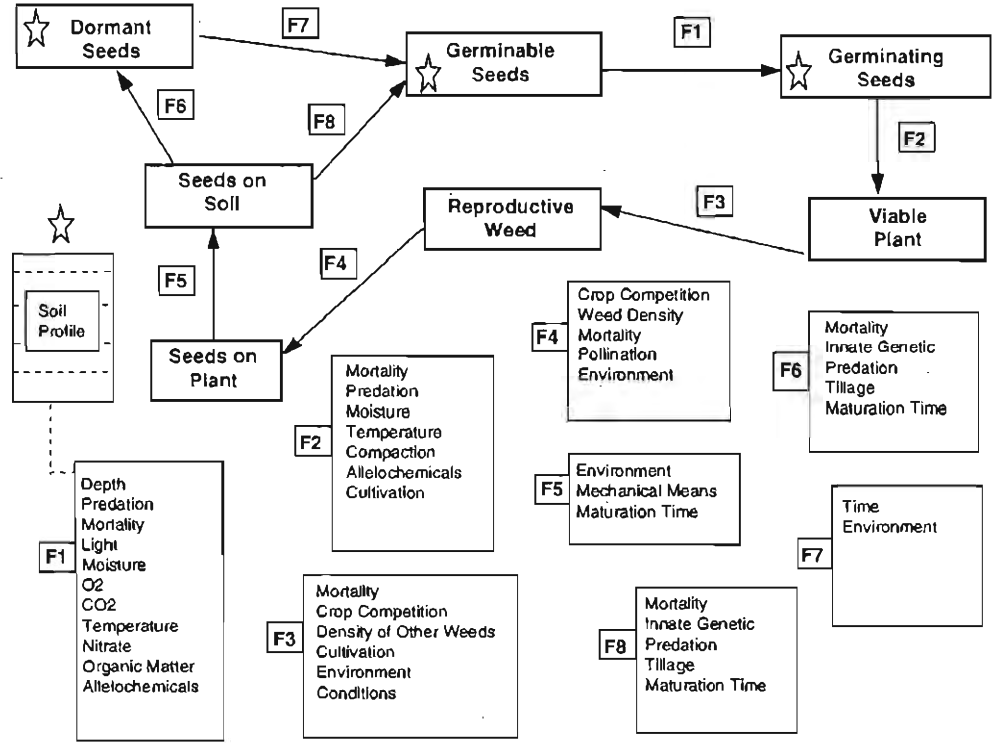 Dormant
Seeds
F7
Germinable
Seeds
F1
Germinating
Seeds
F6
F8
F2
Seeds on
Soil
Reproductive
Weed
F3
Viable
Plant
F5
F4
Soil
Profile
Seeds on
Plant
F4
Crop Competition
Weed Density
Mortality
Pollination
Environment
F6
Mortality
Innate Genetic
Predation
Tillage
Maturation Time
F2
Mortality
Predation
Moisture
Temperature
Compaction
Allelochemicals
Cultivation
F5
Environment
Mechanical Means
Maturation Time
F1
Depth
Predation
Mortality
Light
Moisture
O2
CO2
Temperature
Nitrate
Organic Matter
Allelochemicals
F7
Time
Environment
F3
Mortality
Crop Competition
Density of Other Weeds
Cultivation
Environment
Conditions
F8
Mortality
Innate Genetic
Predation
Tillage
Maturation Time